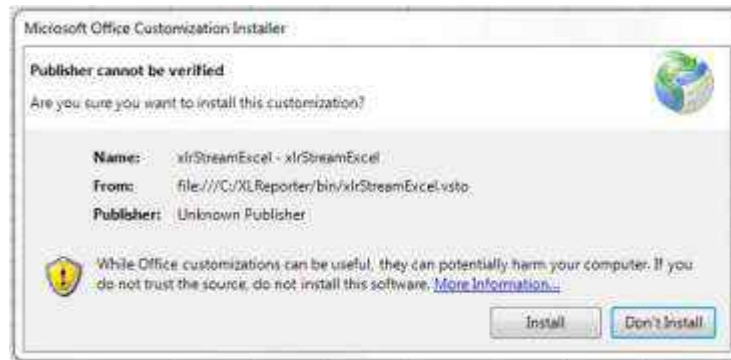 Microsoft Office Customization Installer
Publisher cannot be verified
Are you sure you want to install this customization?
Name: xlrStreamExcel - xlrStreamExcel
From: file:///C:/XLReporter/bin/xlrStreamExcel.vsto
Publisher: Unknown Publisher
While Office customizations can be useful, they can potentially harm your computer. If you
do not trust the source, do not install this software. More Information...
Install Don't Install